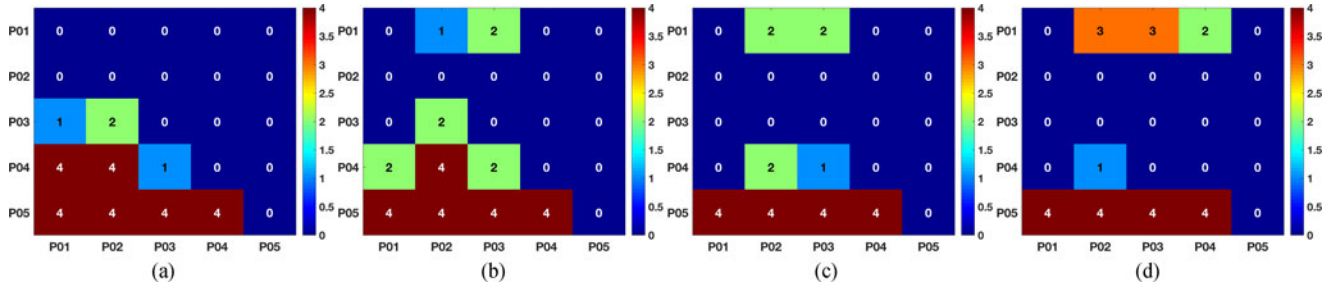 P01 0 0 0 0 0
P02 0 0 0 0 0
P03 1 2 0 0 0
P04 4 4 1 0 0
P05 4 4 4 4 0
P01 P02 P03 P04 P05
4
3.5
3
2.5
2
1.5
1
0.5
0
(a)
P01 0 1 2 0 0
P02 0 0 0 0 0
P03 0 2 0 0 0
P04 2 4 2 0 0
P05 4 4 4 4 0
P01 P02 P03 P04 P05
4
3.5
3
2.5
2
1.5
1
0.5
0
(b)
P01 0 2 2 0 0
P02 0 0 0 0 0
P03 0 0 0 0 0
P04 0 2 1 0 0
P05 4 4 4 4 0
P01 P02 P03 P04 P05
4
3.5
3
2.5
2
1.5
1
0.5
0
(c)
P01 0 3 3 2 0
P02 0 0 0 0 0
P03 0 0 0 0 0
P04 0 1 0 0 0
P05 4 4 4 4 0
P01 P02 P03 P04 P05
4
3.5
3
2.5
2
1.5
1
0.5
0
(d)